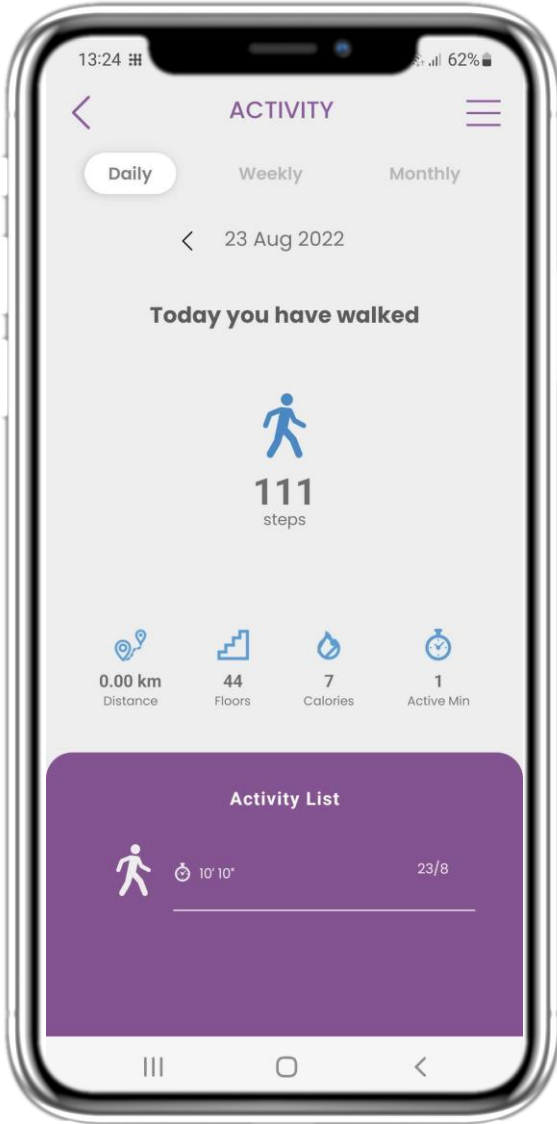 13:24 62%
ACTIVITY
Daily Weekly Monthly
23 Aug 2022
Today you have walked
111
steps
0.00 km 44 7 1
Distance Floors Calories Active Min
Activity List
10' 10" 23/8